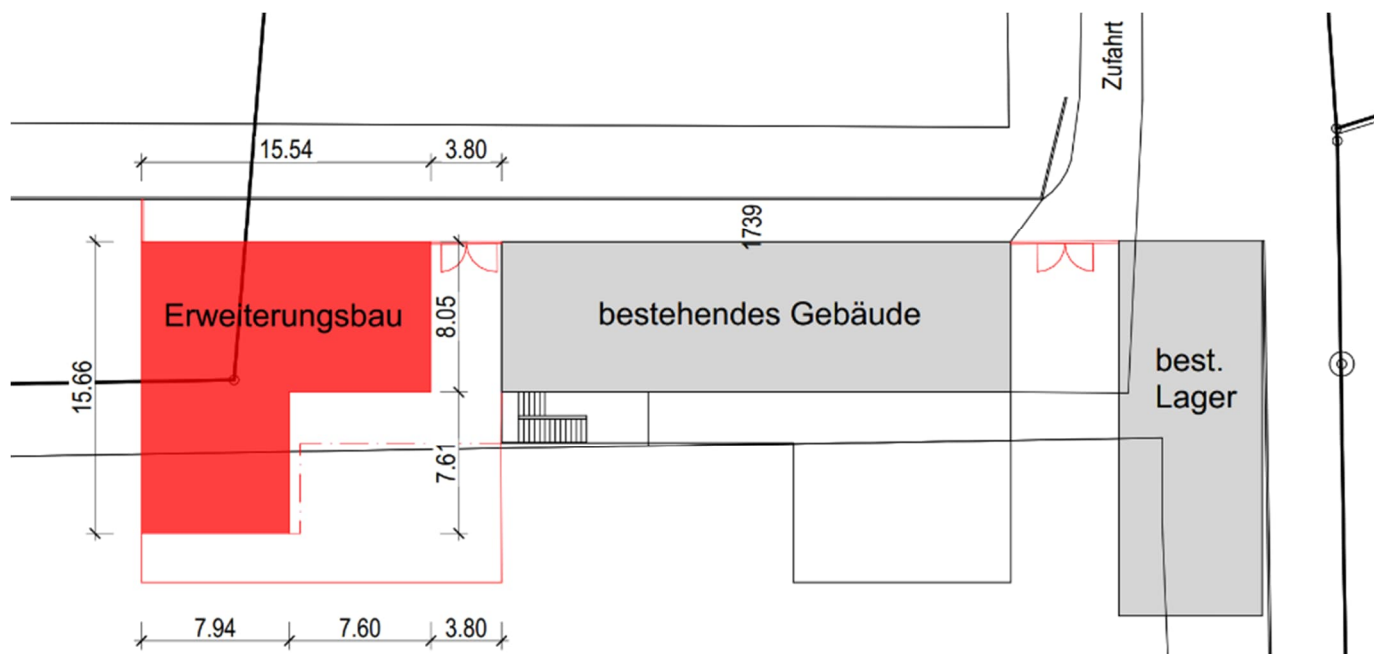 Zufahrt
15.54
3.80
1739
Erweiterungsbau
8.05
bestehendes Gebäude
15.66
best.
Lager
7.61
7.94
7.60
3.80